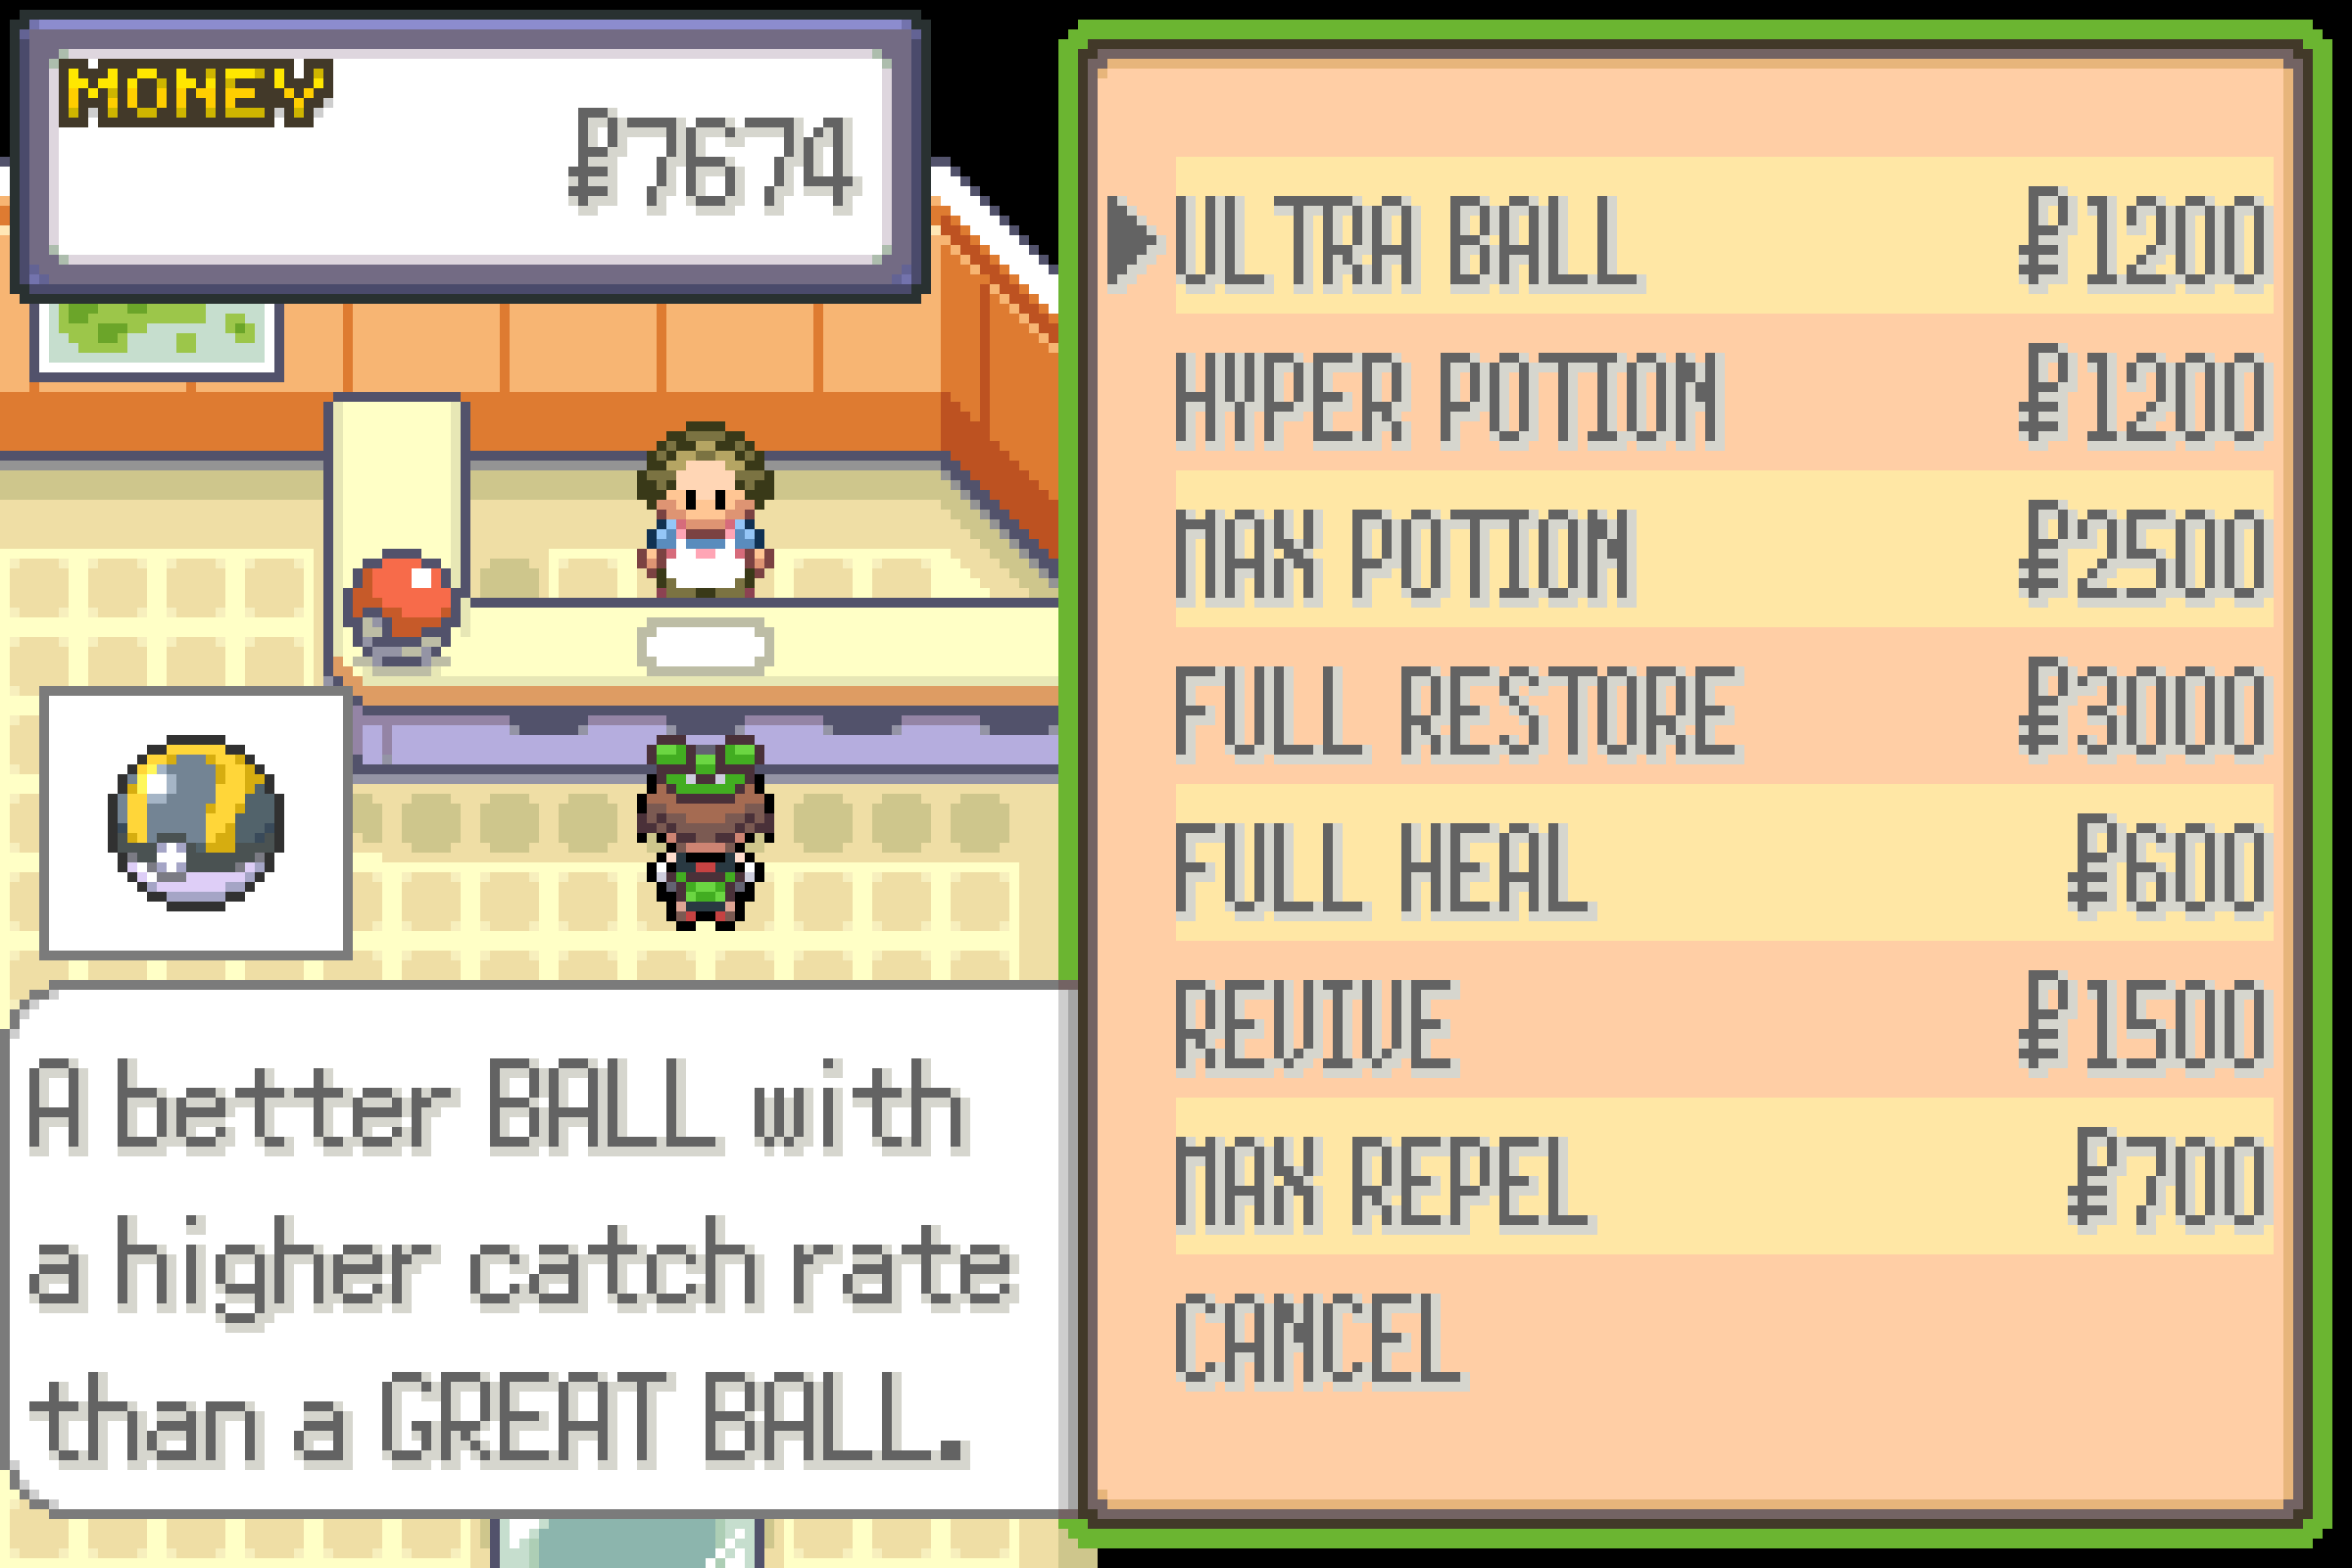 MONEY
₽7674
ULTRA BALL ₽1200
HYPER POTION ₽1200
MAX POTION ₽2500
FULL RESTORE ₽3000
FULL HEAL ₽600
REVIVE ₽1500
MAX REPEL ₽700
CANCEL
A better BALL with
a higher catch rate
than a GREAT BALL.